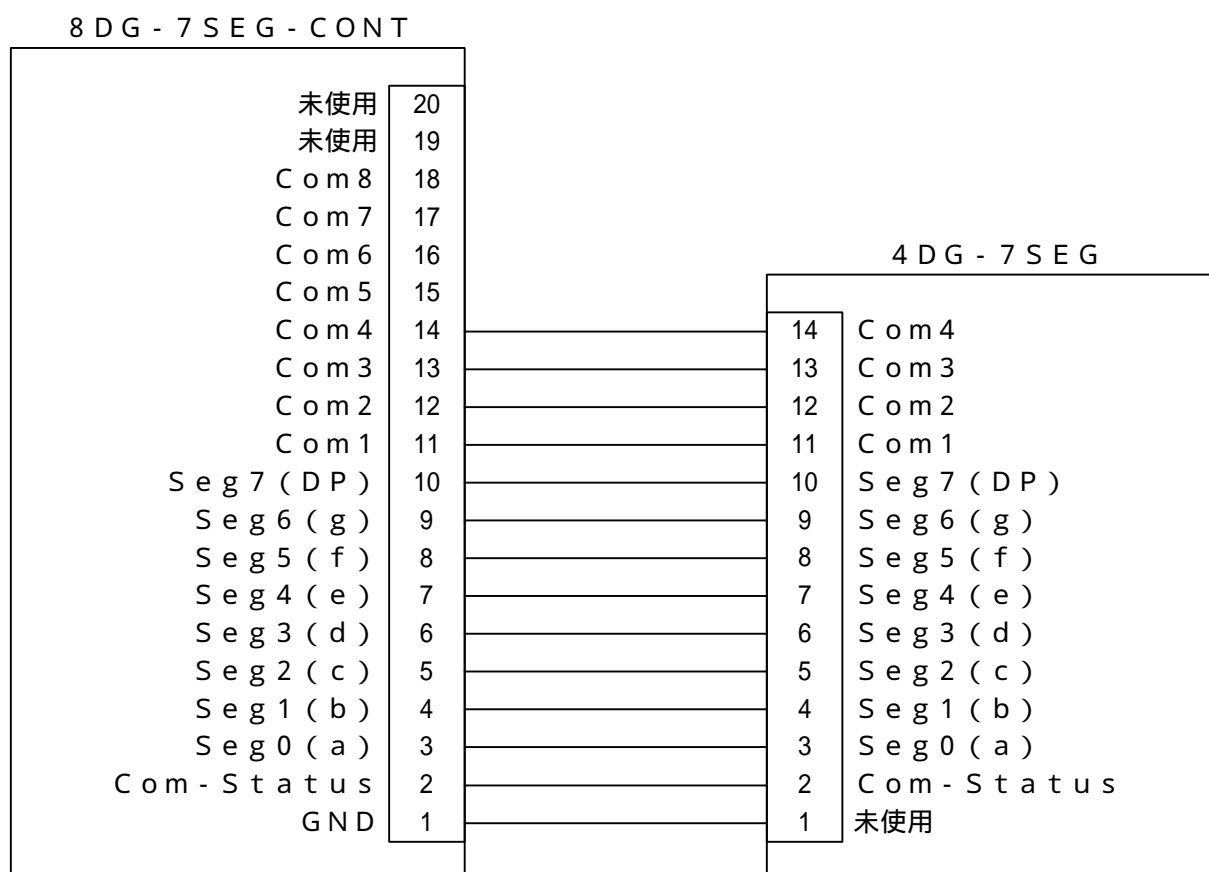 8DG-7SEG-CONT
未使用 20
未使用 19
Com8 18
Com7 17
Com6 16
4DG-7SEG
Com5 15
Com4 14 14 Com4
Com3 13 13 Com3
Com2 12 12 Com2
Com1 11 11 Com1
Seg7(DP) 10 10 Seg7(DP)
Seg6(g) 9 9 Seg6(g)
Seg5(f) 8 8 Seg5(f)
Seg4(e) 7 7 Seg4(e)
Seg3(d) 6 6 Seg3(d)
Seg2(c) 5 5 Seg2(c)
Seg1(b) 4 4 Seg1(b)
Seg0(a) 3 3 Seg0(a)
Com-Status 2 2 Com-Status
GND 1 1 未使用